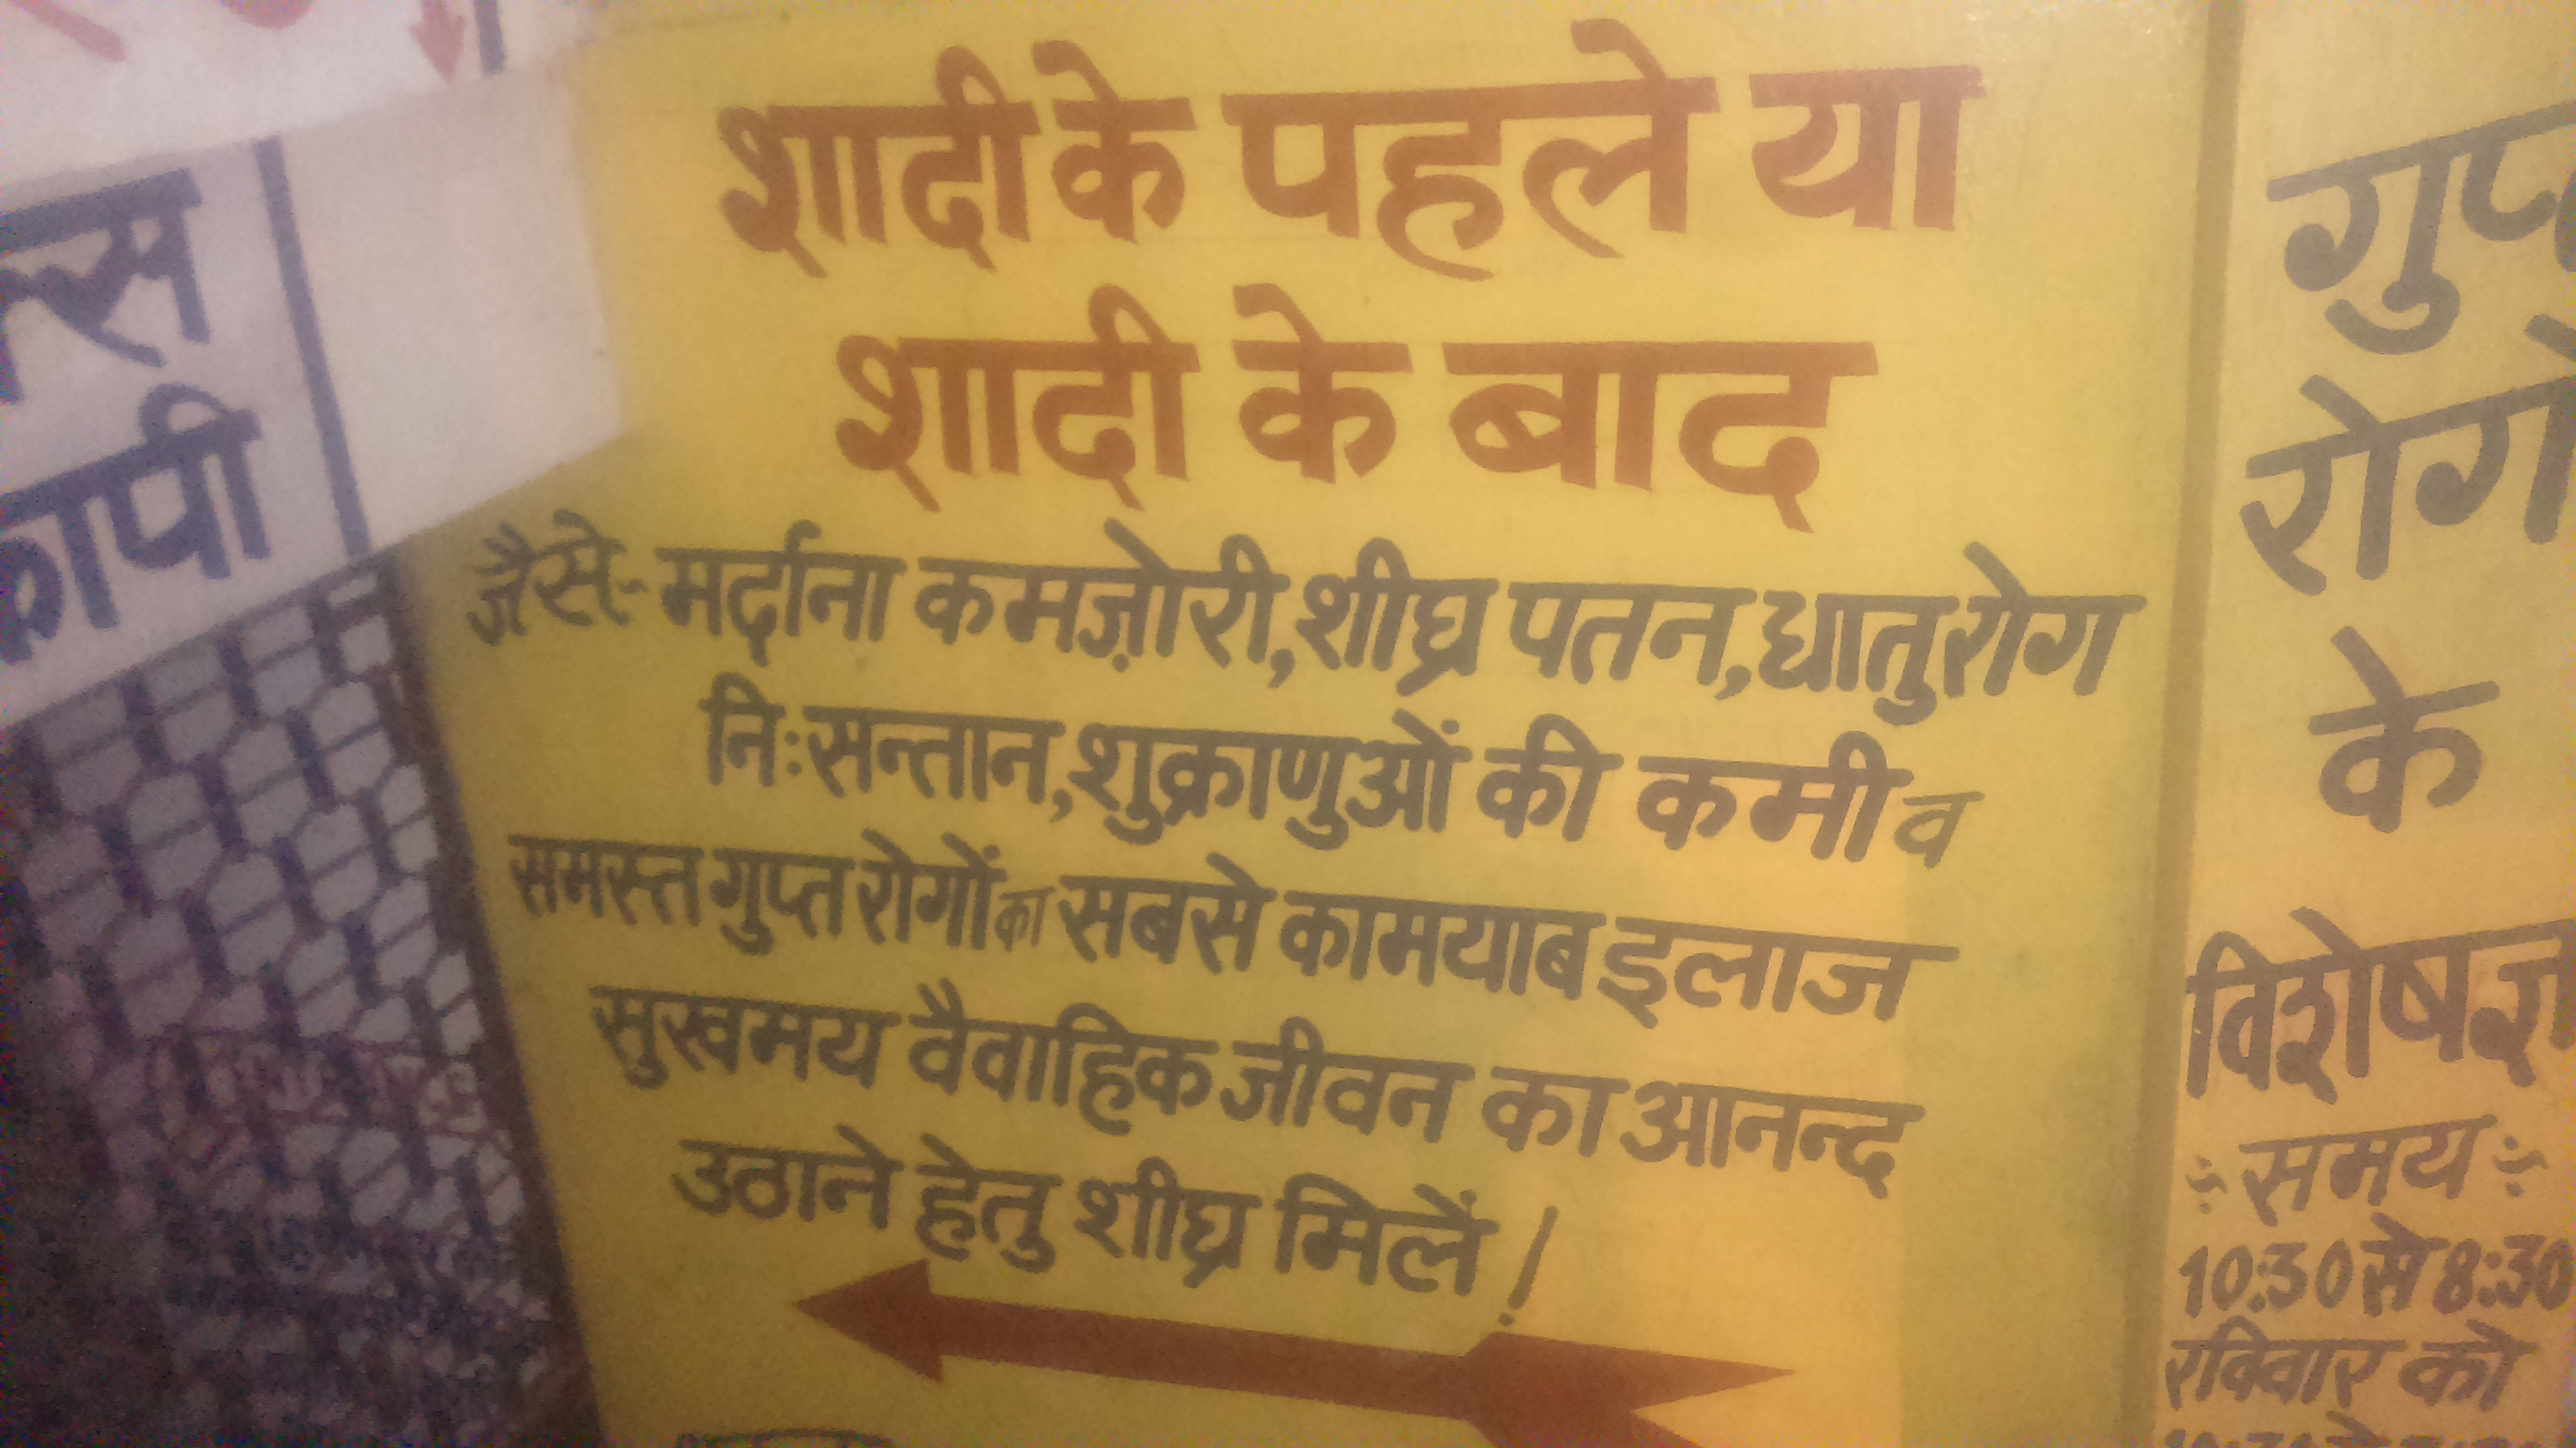 शादी के पहले या
शादी के बाद
जैसे:- मर्दाना कमज़ोरी, शीघ्र पतन, धातु रोग
निःसन्तान, शुक्राणुओं की कमी व
समस्त गुप्त रोगों का सबसे कामयाब इलाज
सुखमय वैवाहिक जीवन का आनन्द
उठाने हेतु शीघ्र मिलें !
के
विशेषज्ञ
समय
10:30 से 8:30
रविवार को